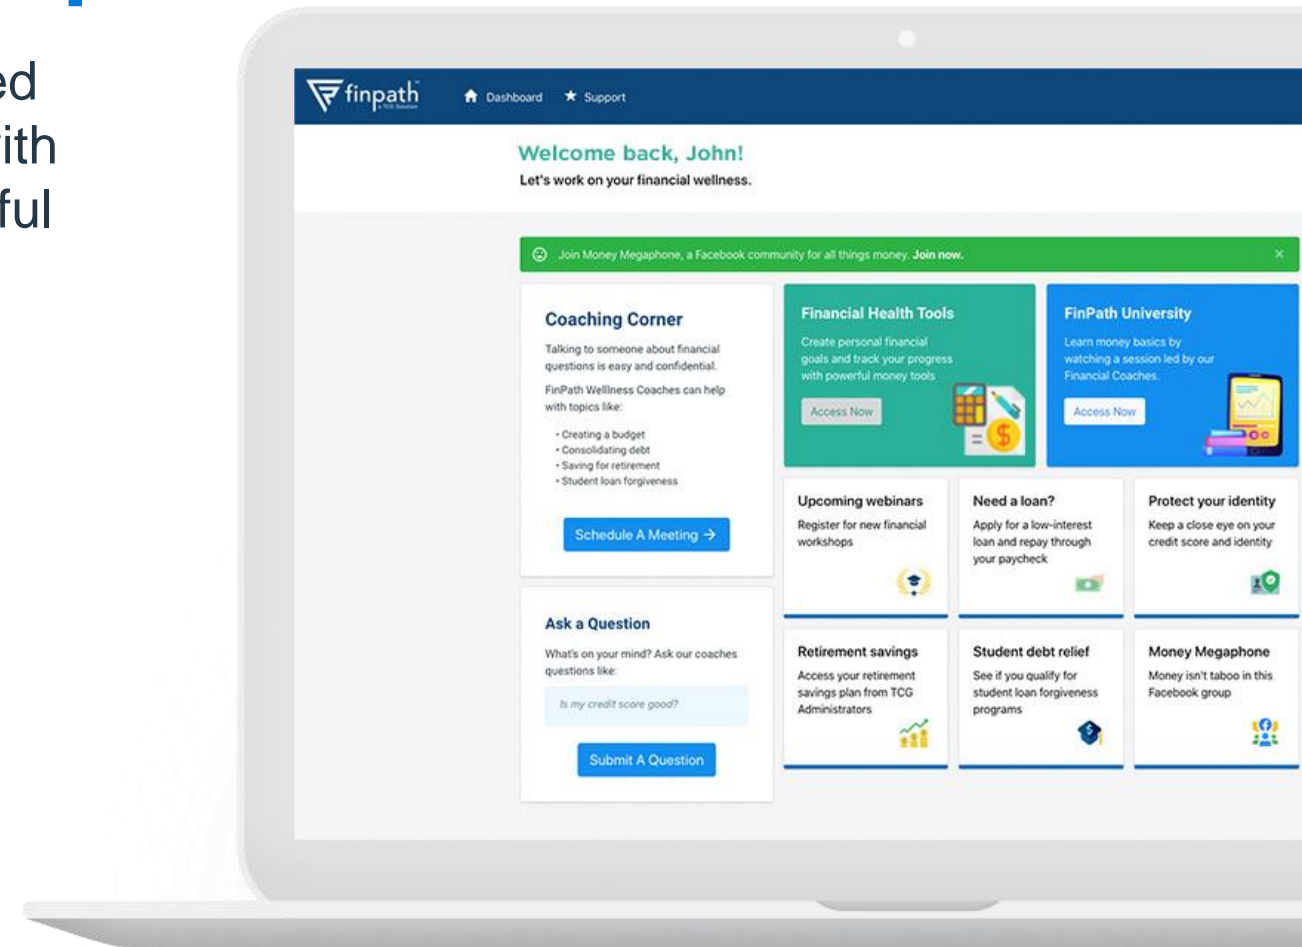 ed
with
ful
finpath
a TCG Solution
Dashboard
Support
Welcome back, John!
Let's work on your financial wellness.
Join Money Megaphone, a Facebook community for all things money. Join now.
Coaching Corner
Talking to someone about financial
questions is easy and confidential.
FinPath Wellness Coaches can help
with topics like:
• Creating a budget
• Consolidating debt
• Saving for retirement
• Student loan forgiveness
Schedule A Meeting →
Ask a Question
What's on your mind? Ask our coaches
questions like:
Is my credit score good?
Submit A Question
Financial Health Tools
Create personal financial
goals and track your progress
with powerful money tools
Access Now
FinPath University
Learn money basics by
watching a session led by our
Financial Coaches.
Access Now
Upcoming webinars
Register for new financial
workshops
Need a loan?
Apply for a low-interest
loan and repay through
your paycheck
Protect your identity
Keep a close eye on your
credit score and identity
Retirement savings
Access your retirement
savings plan from TCG
Administrators
Student debt relief
See if you qualify for
student loan forgiveness
programs
Money Megaphone
Money isn't taboo in this
Facebook group